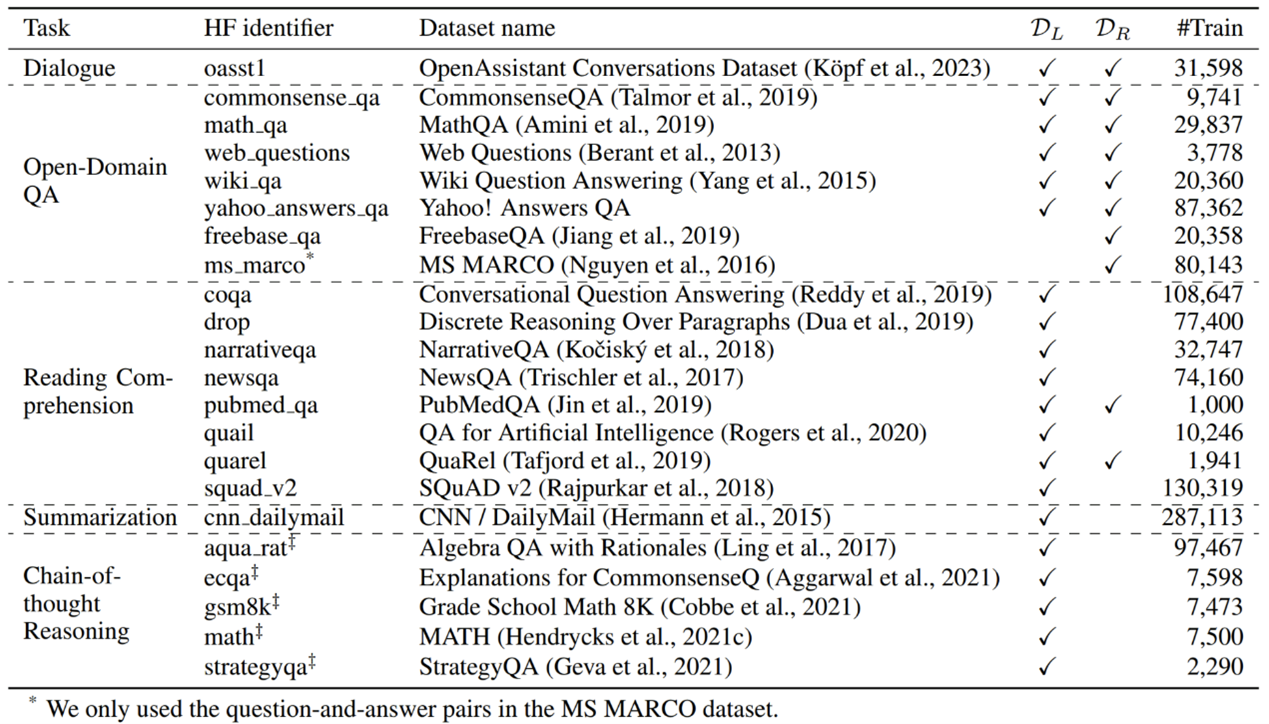 Task HF identifier Dataset name 𝒟L 𝒟R #Train
Dialogue oasst1 OpenAssistant Conversations Dataset (Köpf et al., 2023) ✓ ✓ 31,598
Open-Domain QA
commonsense_qa CommonsenseQA (Talmor et al., 2019) ✓ ✓ 9,741
math_qa MathQA (Amini et al., 2019) ✓ ✓ 29,837
web_questions Web Questions (Berant et al., 2013) ✓ ✓ 3,778
wiki_qa Wiki Question Answering (Yang et al., 2015) ✓ ✓ 20,360
yahoo_answers_qa Yahoo! Answers QA ✓ ✓ 87,362
freebase_qa FreebaseQA (Jiang et al., 2019) ✓ 20,358
ms_marco* MS MARCO (Nguyen et al., 2016) ✓ 80,143
Reading Com-
prehension
coqa Conversational Question Answering (Reddy et al., 2019) ✓ 108,647
drop Discrete Reasoning Over Paragraphs (Dua et al., 2019) ✓ 77,400
narrativeqa NarrativeQA (Kočiský et al., 2018) ✓ 32,747
newsqa NewsQA (Trischler et al., 2017) ✓ 74,160
pubmed_qa PubMedQA (Jin et al., 2019) ✓ ✓ 1,000
quail QA for Artificial Intelligence (Rogers et al., 2020) ✓ 10,246
quarel QuaRel (Tafjord et al., 2019) ✓ ✓ 1,941
squad_v2 SQuAD v2 (Rajpurkar et al., 2018) ✓ 130,319
Summarization cnn_dailymail CNN / DailyMail (Hermann et al., 2015) ✓ 287,113
Chain-of-
thought
Reasoning
aqua_rat‡ Algebra QA with Rationales (Ling et al., 2017) ✓ 97,467
ecqa‡ Explanations for CommonsenseQ (Aggarwal et al., 2021) ✓ 7,598
gsm8k‡ Grade School Math 8K (Cobbe et al., 2021) ✓ 7,473
math‡ MATH (Hendrycks et al., 2021c) ✓ 7,500
strategyqa‡ StrategyQA (Geva et al., 2021) ✓ 2,290
* We only used the question-and-answer pairs in the MS MARCO dataset.